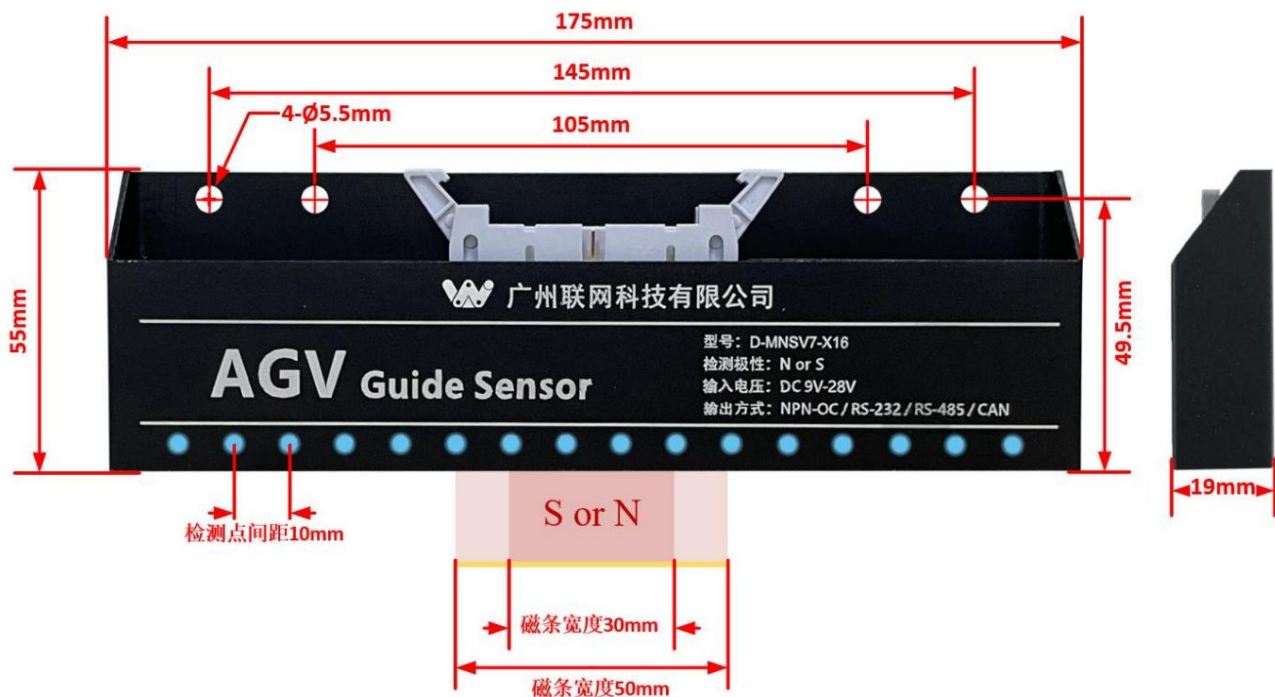 175mm
145mm
4-Ø5.5mm
105mm
55mm
49.5mm
广州联网科技有限公司
AGV Guide Sensor
型号：D-MNSV7-X16
检测极性：N or S
输入电压：DC 9V-28V
输出方式：NPN-OC / RS-232 / RS-485 / CAN
19mm
检测点间距10mm
S or N
磁条宽度30mm
磁条宽度50mm